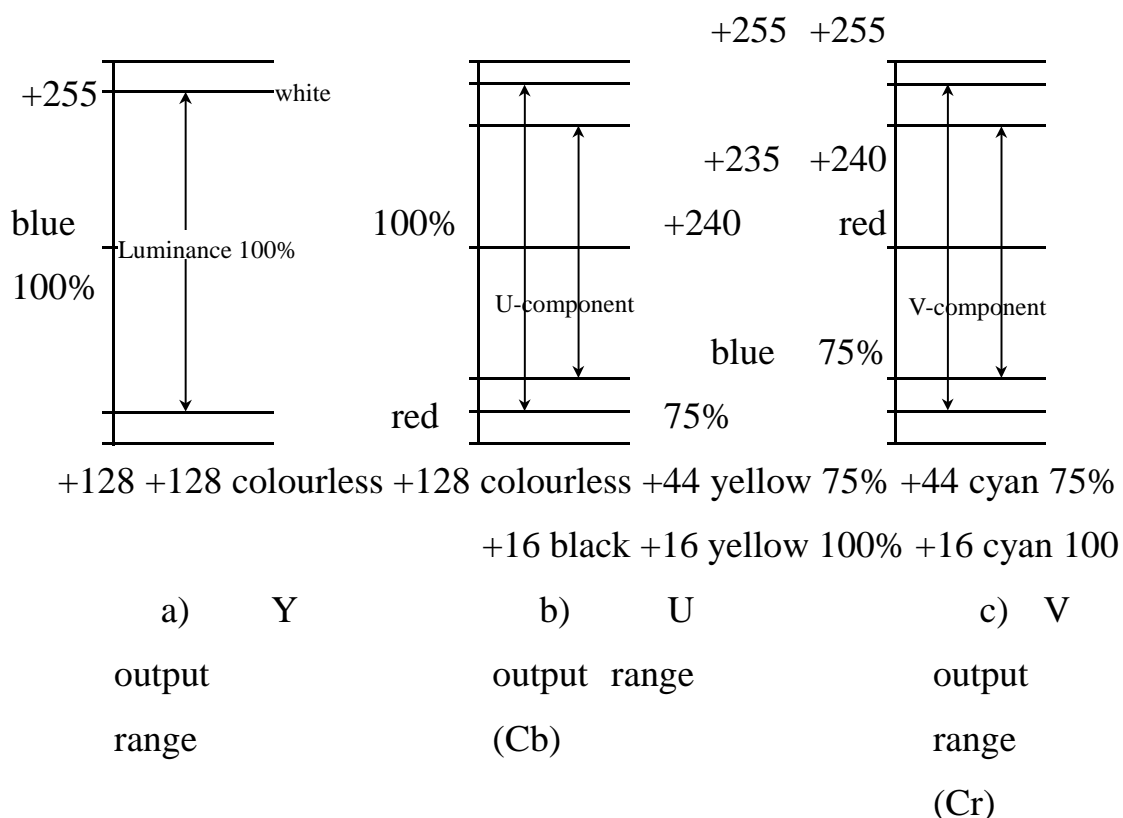 +255 +255
+255 white
+235 +240
blue 100% +240 red
Luminance 100%
100%
U-component V-component
blue 75%
red 75%
+128 +128 colourless +128 colourless +44 yellow 75% +44 cyan 75%
+16 black +16 yellow 100% +16 cyan 100
a) Y b) U c) V
output output range output
range (Cb) range
(Cr)